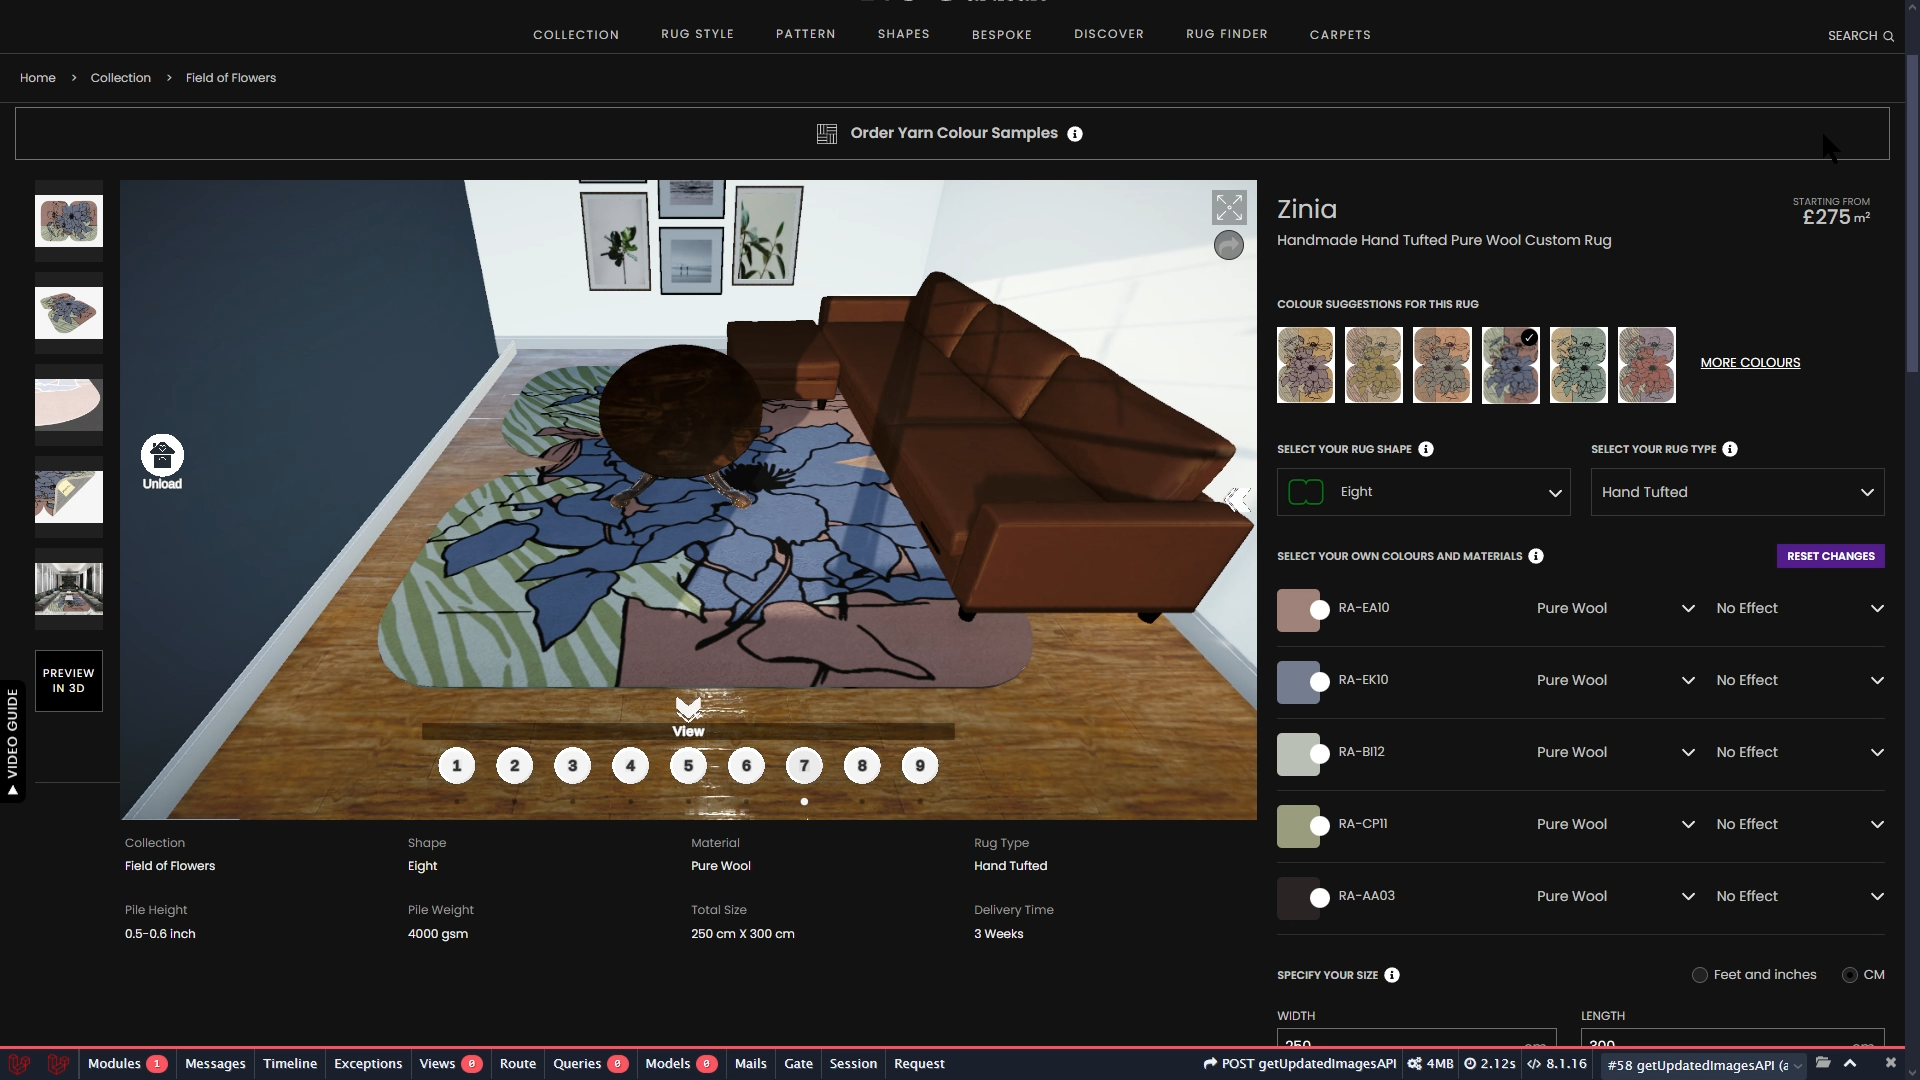 COLLECTION RUG STYLE PATTERN SHAPES BESPOKE DISCOVER RUG FINDER CARPETS SEARCH
Home > Collection > Field of Flowers
Order Yarn Colour Samples
Zinia
STARTING FROM
£275 m²
Handmade Hand Tufted Pure Wool Custom Rug
COLOUR SUGGESTIONS FOR THIS RUG
MORE COLOURS
SELECT YOUR RUG SHAPE
SELECT YOUR RUG TYPE
Eight
Hand Tufted
SELECT YOUR OWN COLOURS AND MATERIALS
RESET CHANGES
RA-EA10 Pure Wool No Effect
RA-EK10 Pure Wool No Effect
RA-BI12 Pure Wool No Effect
RA-CP11 Pure Wool No Effect
RA-AA03 Pure Wool No Effect
SPECIFY YOUR SIZE
Feet and inches CM
WIDTH LENGTH
250 cm 300 cm
Unload
PREVIEW
IN 3D
VIDEO GUIDE
View
1 2 3 4 5 6 7 8 9
Collection Shape Material Rug Type
Field of Flowers Eight Pure Wool Hand Tufted
Pile Height Pile Weight Total Size Delivery Time
0.5-0.6 inch 4000 gsm 250 cm X 300 cm 3 Weeks
Modules 1 Messages Timeline Exceptions Views 0 Route Queries 0 Models 0 Mails Gate Session Request POST getUpdatedImagesAPI 4MB 2.12s 8.1.16 #58 getUpdatedImagesAPI (a